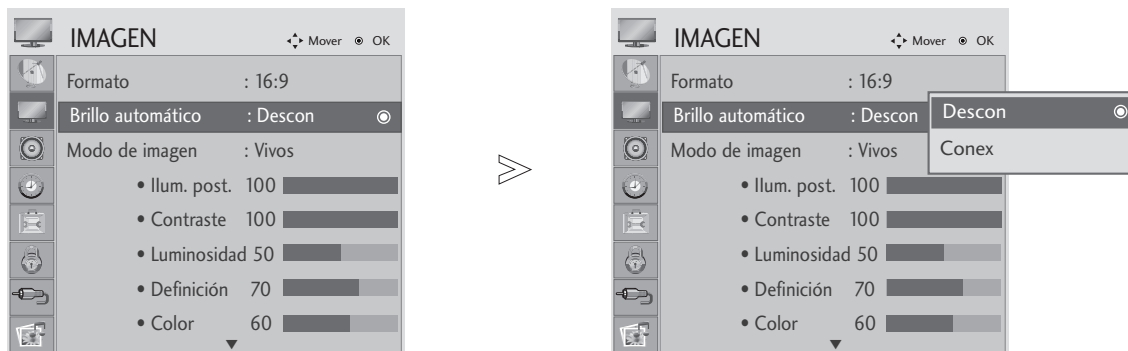 IMAGEN Mover OK
Formato : 16:9
Brillo automático : Descon
Modo de imagen : Vivos
• Ilum. post. 100
• Contraste 100
• Luminosidad 50
• Definición 70
• Color 60
IMAGEN Mover OK
Formato : 16:9
Brillo automático : Descon
Modo de imagen : Vivos
• Ilum. post. 100
• Contraste 100
• Luminosidad 50
• Definición 70
• Color 60
Descon
Conex